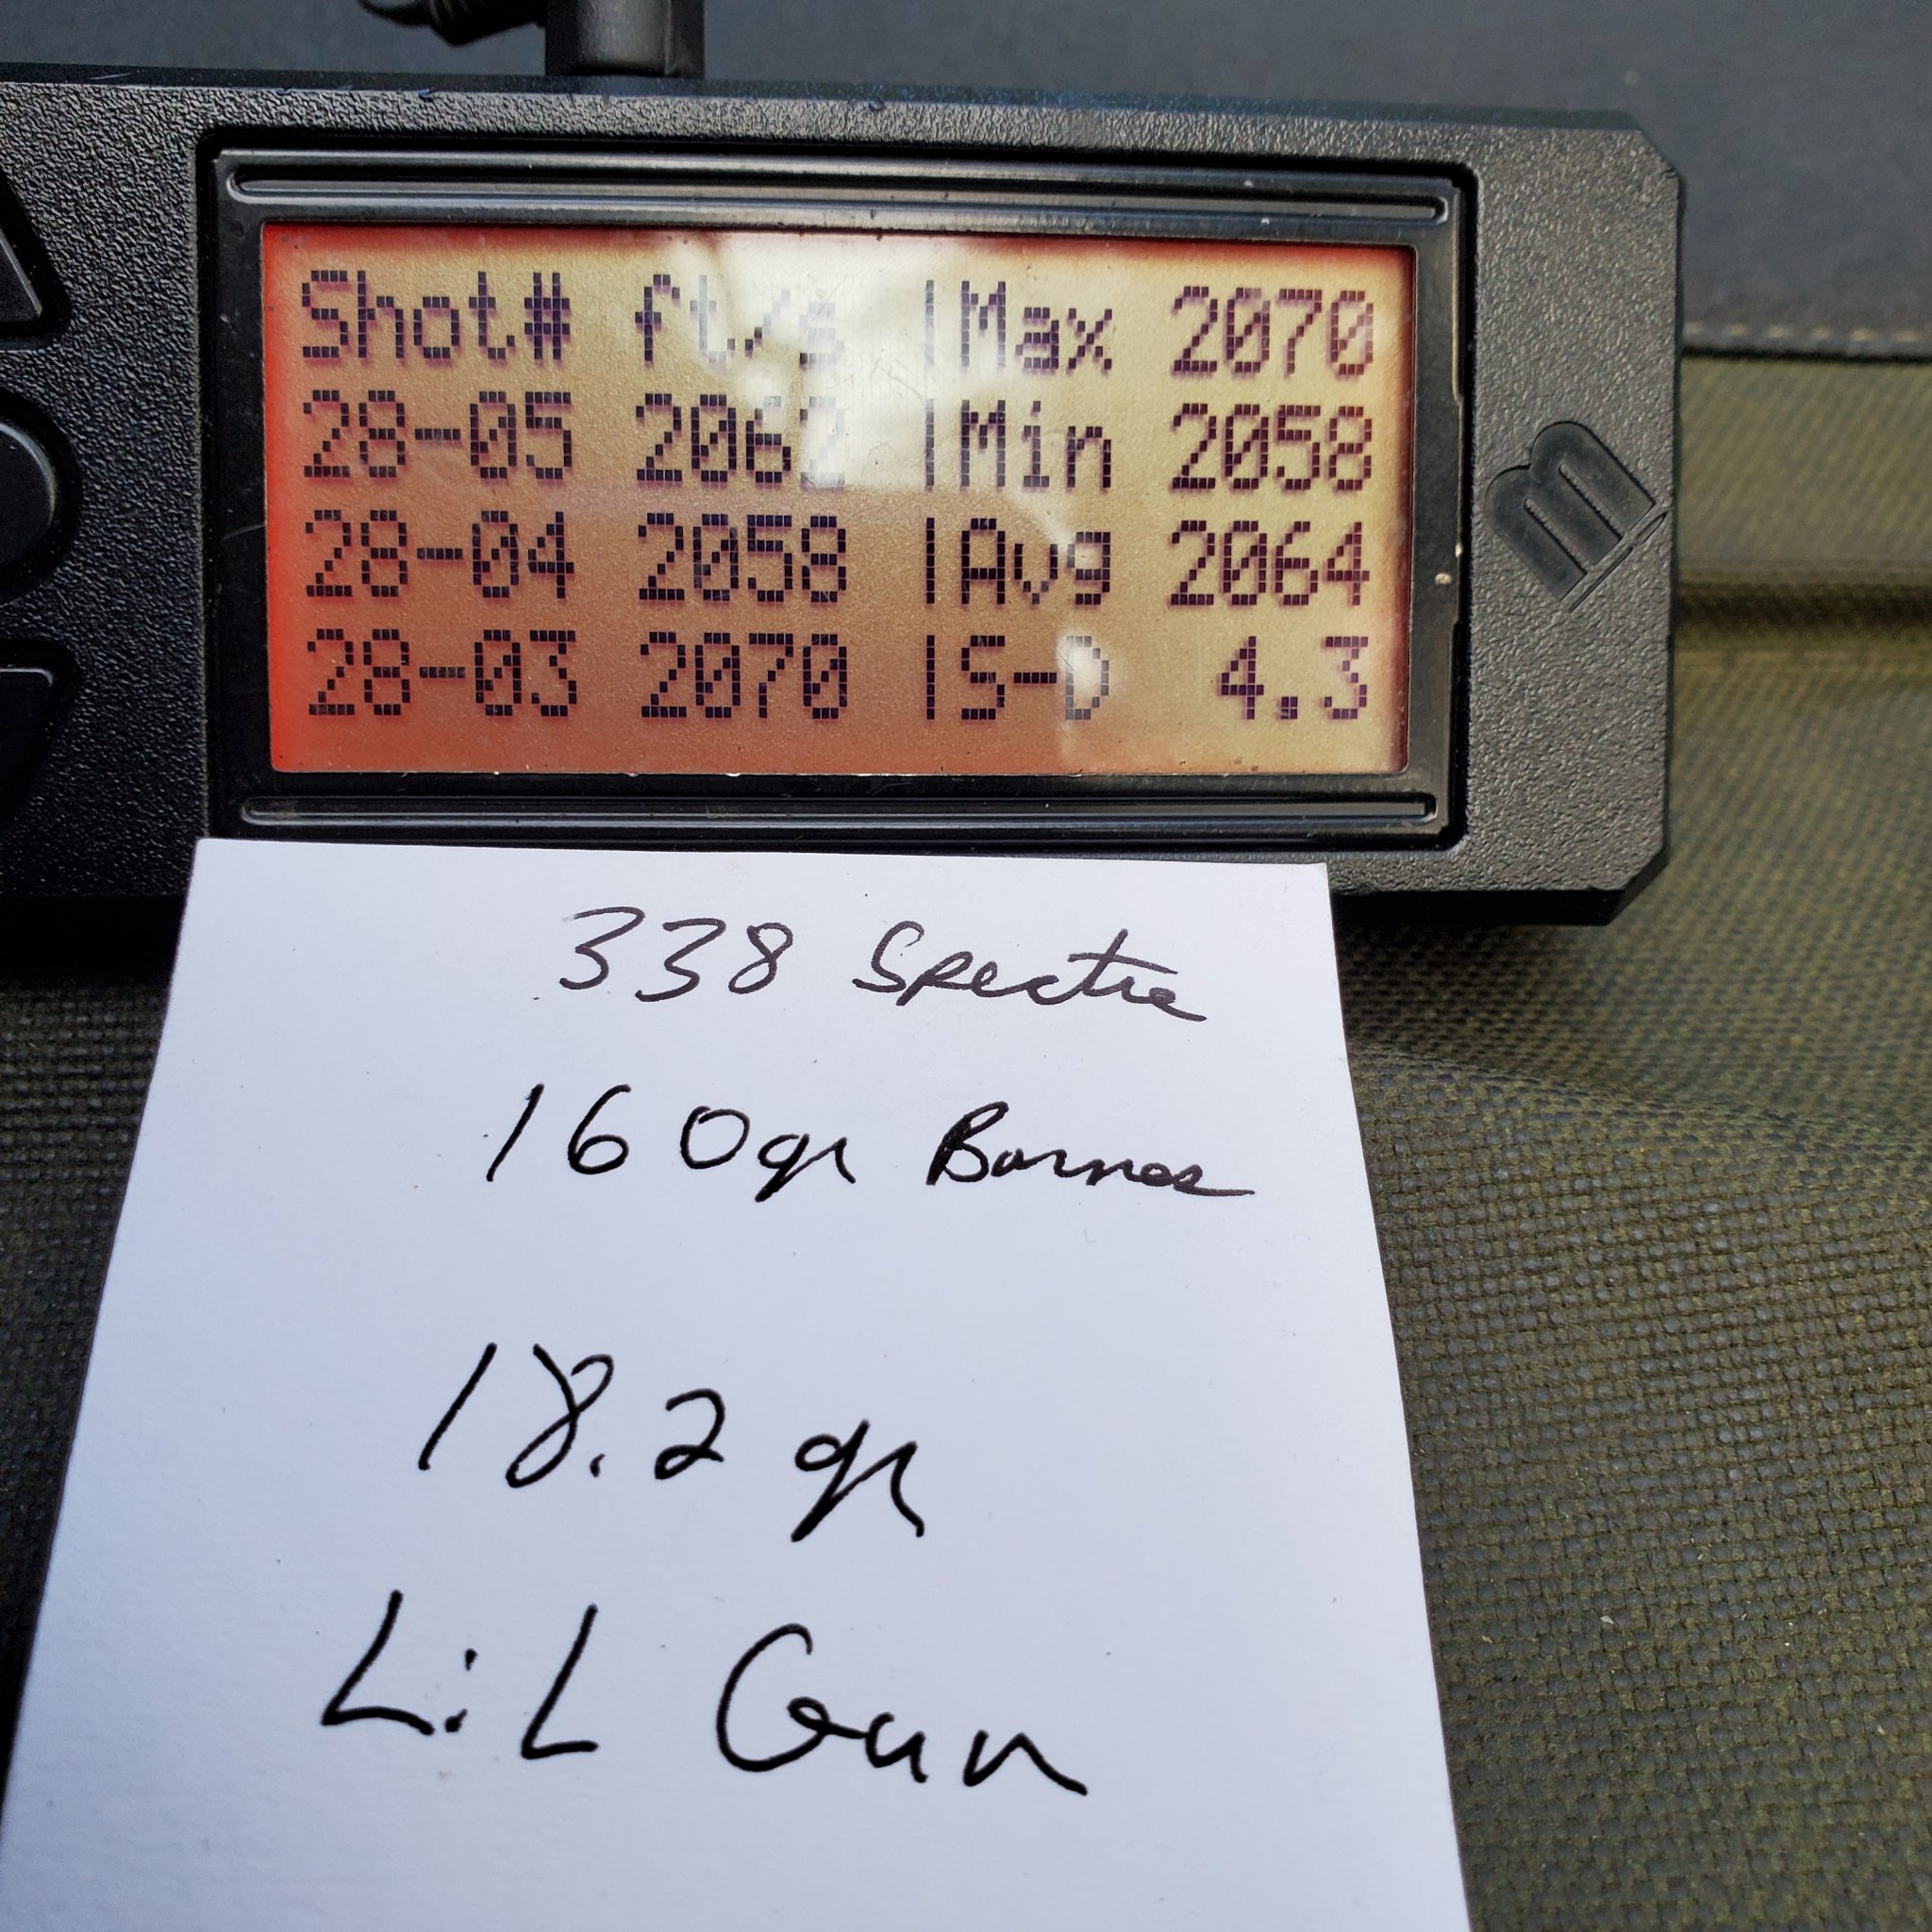 Shot# ft/s |Max 2070
28-05 2062 |Min 2058
28-04 2058 |Avg 2064
28-03 2070 |S-D 4.3
338 Spectre
160gr Barnes
18.2 gr
Lil Gun